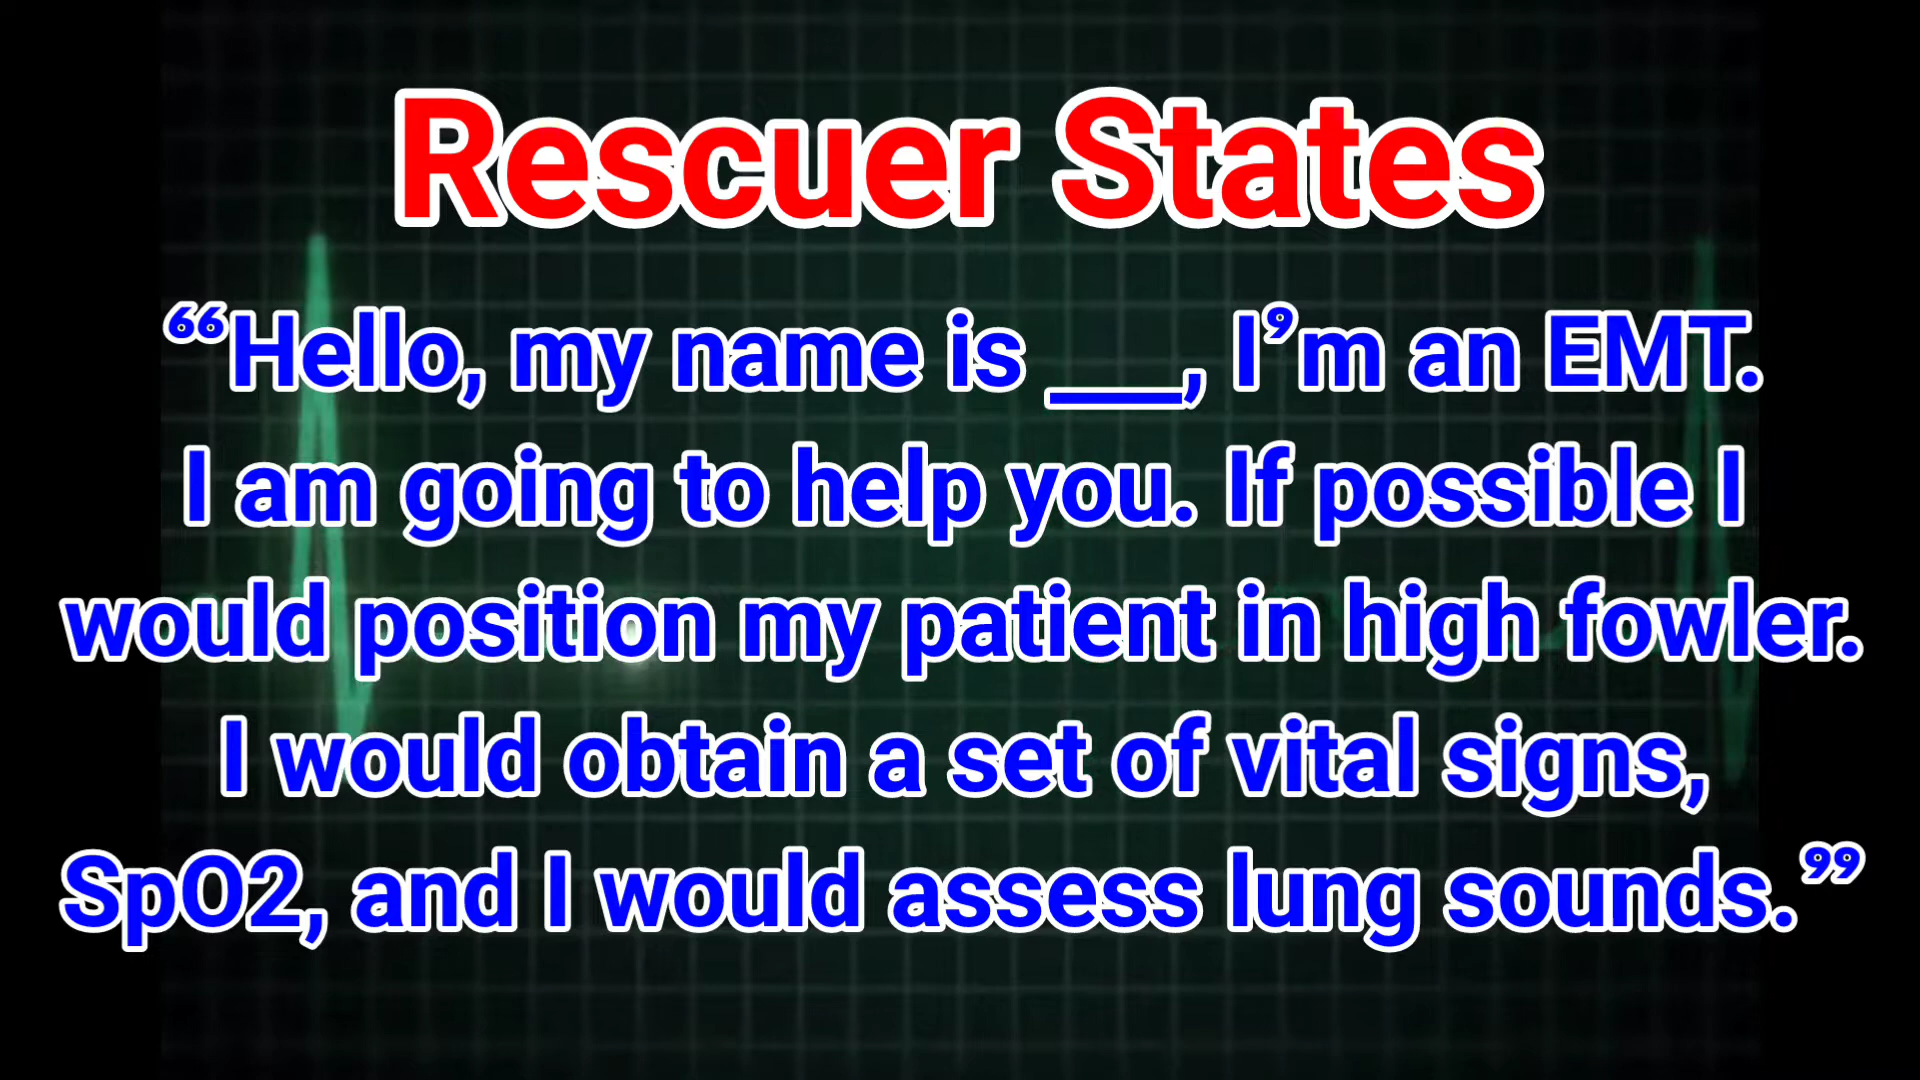 Rescuer States
“Hello, my name is ___, I’m an EMT.
I am going to help you. If possible I
would position my patient in high fowler.
I would obtain a set of vital signs,
SpO2, and I would assess lung sounds.”